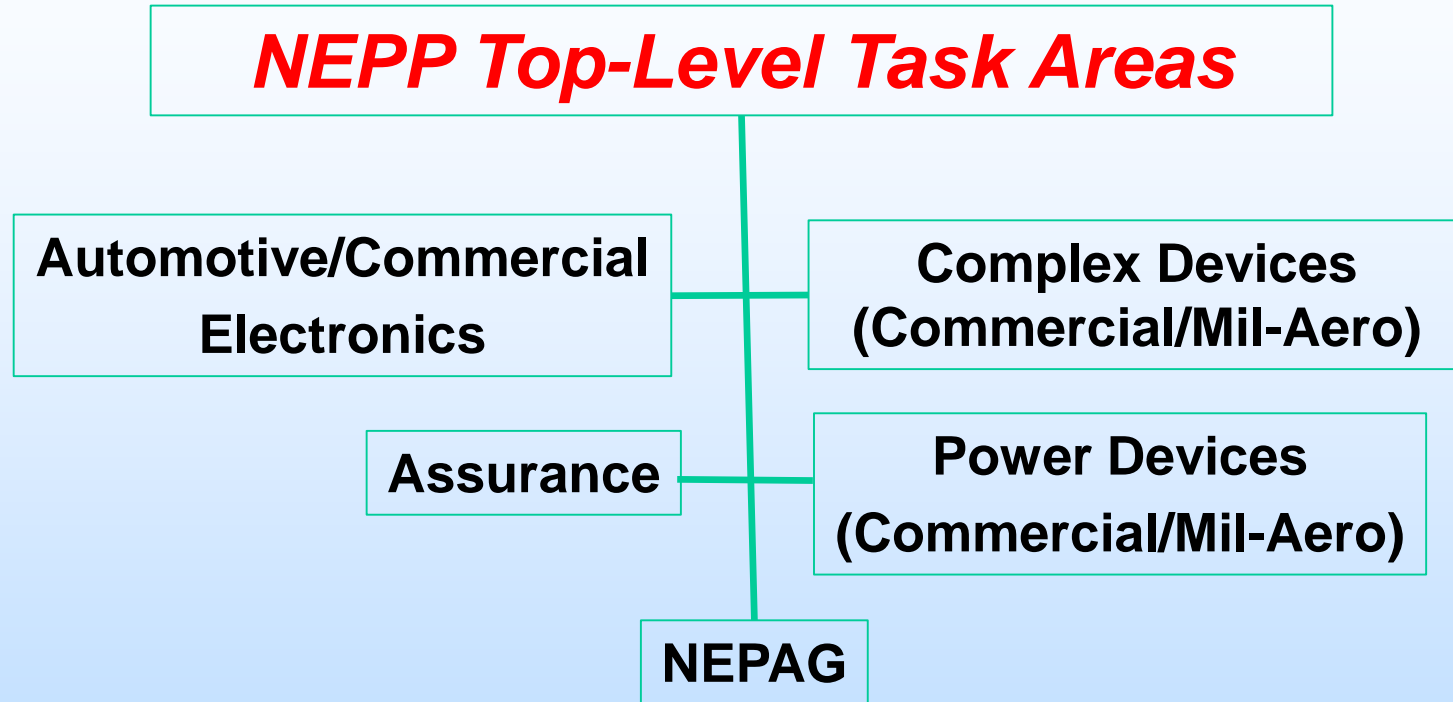 NEPP Top-Level Task Areas
Automotive/Commercial
Electronics
Complex Devices
(Commercial/Mil-Aero)
Assurance
Power Devices
(Commercial/Mil-Aero)
NEPAG